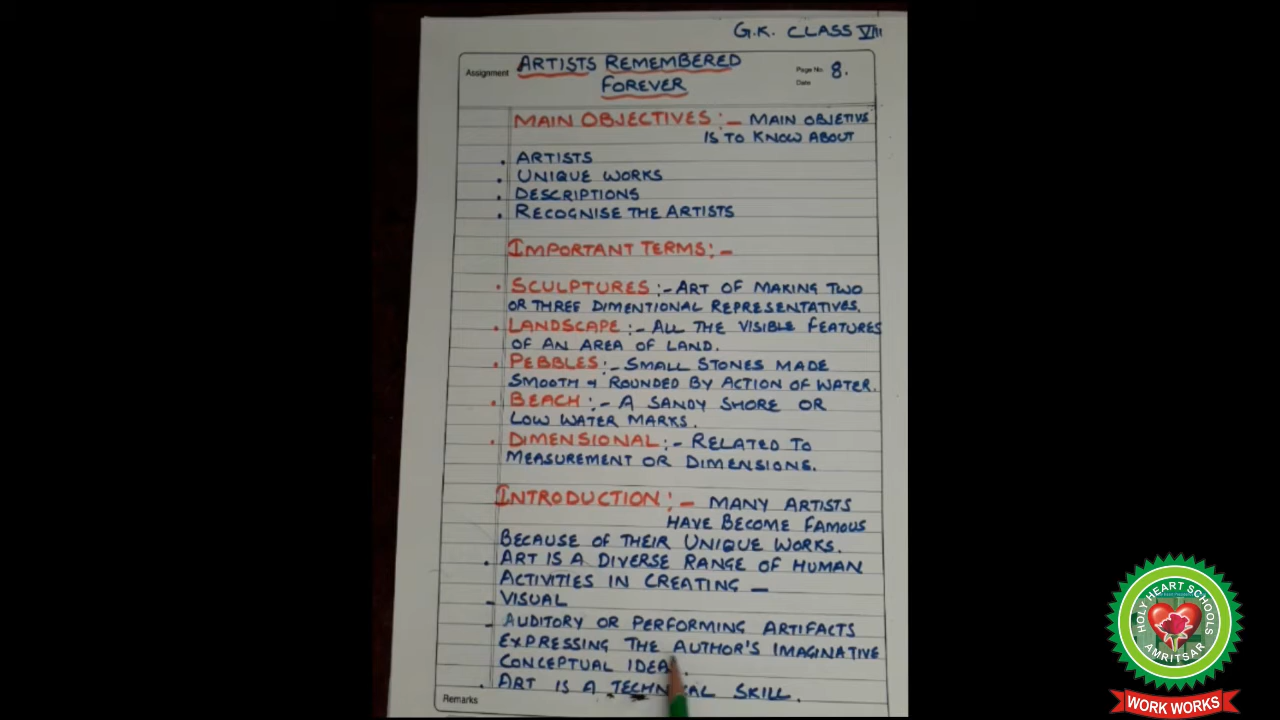 G.K. CLASS VIII
Assignment
ARTISTS REMEMBERED
FOREVER
Page No. 8.
Date
MAIN OBJECTIVES :- MAIN OBJETIVE
IS TO KNOW ABOUT
. ARTISTS
. UNIQUE WORKS
. DESCRIPTIONS
. RECOGNISE THE ARTISTS
IMPORTANT TERMS:-
. SCULPTURES :- ART OF MAKING TWO
OR THREE DIMENTIONAL REPRESENTATIVES.
. LANDSCAPE :- ALL THE VISIBLE FEATURES
OF AN AREA OF LAND.
. PEBBLES :- SMALL STONES MADE
SMOOTH & ROUNDED BY ACTION OF WATER.
. BEACH :- A SANDY SHORE OR
LOW WATER MARKS.
. DIMENSIONAL :- RELATED TO
MEASUREMENT OR DIMENSIONS.
INTRODUCTION :- MANY ARTISTS
HAVE BECOME FAMOUS
BECAUSE OF THEIR UNIQUE WORKS.
. ART IS A DIVERSE RANGE OF HUMAN
ACTIVITIES IN CREATING -
- VISUAL
- AUDITORY OR PERFORMING ARTIFACTS
EXPRESSING THE AUTHOR'S IMAGINATIVE
CONCEPTUAL IDEA.
. ART IS A TECHNICAL SKILL.
Remarks
HOLY HEART SCHOOLS
AMRITSAR
WORK WORKS